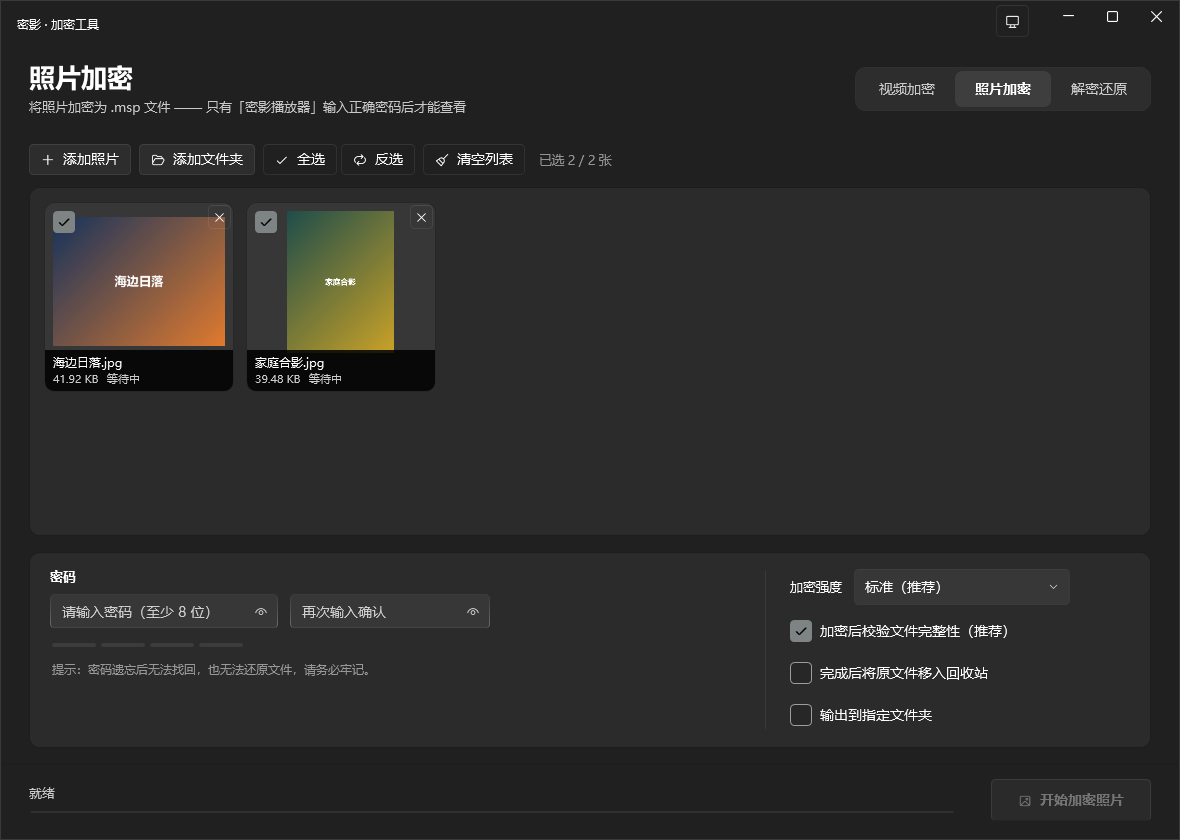 密影 · 加密工具
照片加密
将照片加密为 .msp 文件 —— 只有「密影播放器」输入正确密码后才能查看
视频加密
照片加密
解密还原
添加照片
添加文件夹
全选
反选
清空列表
已选 2 / 2 张
海边日落
海边日落.jpg
41.92 KB 等待中
家庭合影
家庭合影.jpg
39.48 KB 等待中
密码
请输入密码（至少 8 位）
再次输入确认
提示：密码遗忘后无法找回，也无法还原文件，请务必牢记。
加密强度
标准（推荐）
加密后校验文件完整性（推荐）
完成后将原文件移入回收站
输出到指定文件夹
就绪
开始加密照片